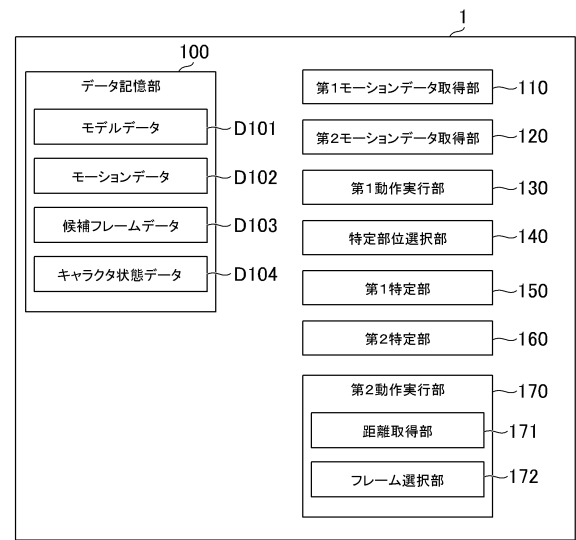 1
100
データ記憶部
モデルデータ
D101
モーションデータ
D102
候補フレームデータ
D103
キャラクタ状態データ
D104
第1モーションデータ取得部
110
第2モーションデータ取得部
120
第1動作実行部
130
特定部位選択部
140
第1特定部
150
第2特定部
160
第2動作実行部
170
距離取得部
171
フレーム選択部
172